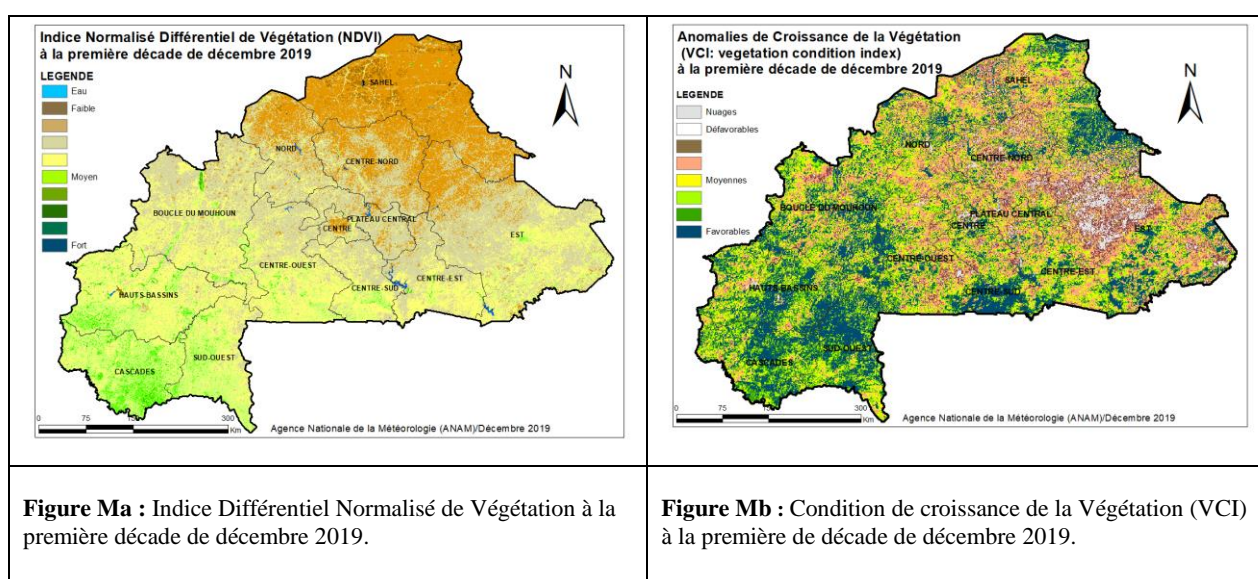 Indice Normalisé Différentiel de Végétation (NDVI)
à la première décade de décembre 2019
LEGENDE
Eau
Faible
Moyen
Fort
N
SAHEL
NORD
CENTRE-NORD
BOUCLE DU MOUHOUN
PLATEAU CENTRAL
CENTRE
EST
CENTRE-OUEST
CENTRE-EST
CENTRE-SUD
HAUTS-BASSINS
SUD-OUEST
CASCADES
0 75 150 300
Km
Agence Nationale de la Météorologie (ANAM)/Décembre 2019
Anomalies de Croissance de la Végétation
(VCI: vegetation condition index)
à la première décade de décembre 2019
LEGENDE
Nuages
Défavorables
Moyennes
Favorables
N
SAHEL
NORD
CENTRE-NORD
BOUCLE DU MOUHOUN
PLATEAU CENTRAL
CENTRE
EST
CENTRE-OUEST
CENTRE-EST
CENTRE-SUD
HAUTS-BASSINS
SUD-OUEST
CASCADES
0 75 150 300
Km
Agence Nationale de la Météorologie (ANAM)/Décembre 2019
Figure Ma : Indice Différentiel Normalisé de Végétation à la
première décade de décembre 2019.
Figure Mb : Condition de croissance de la Végétation (VCI)
à la première de décade de décembre 2019.